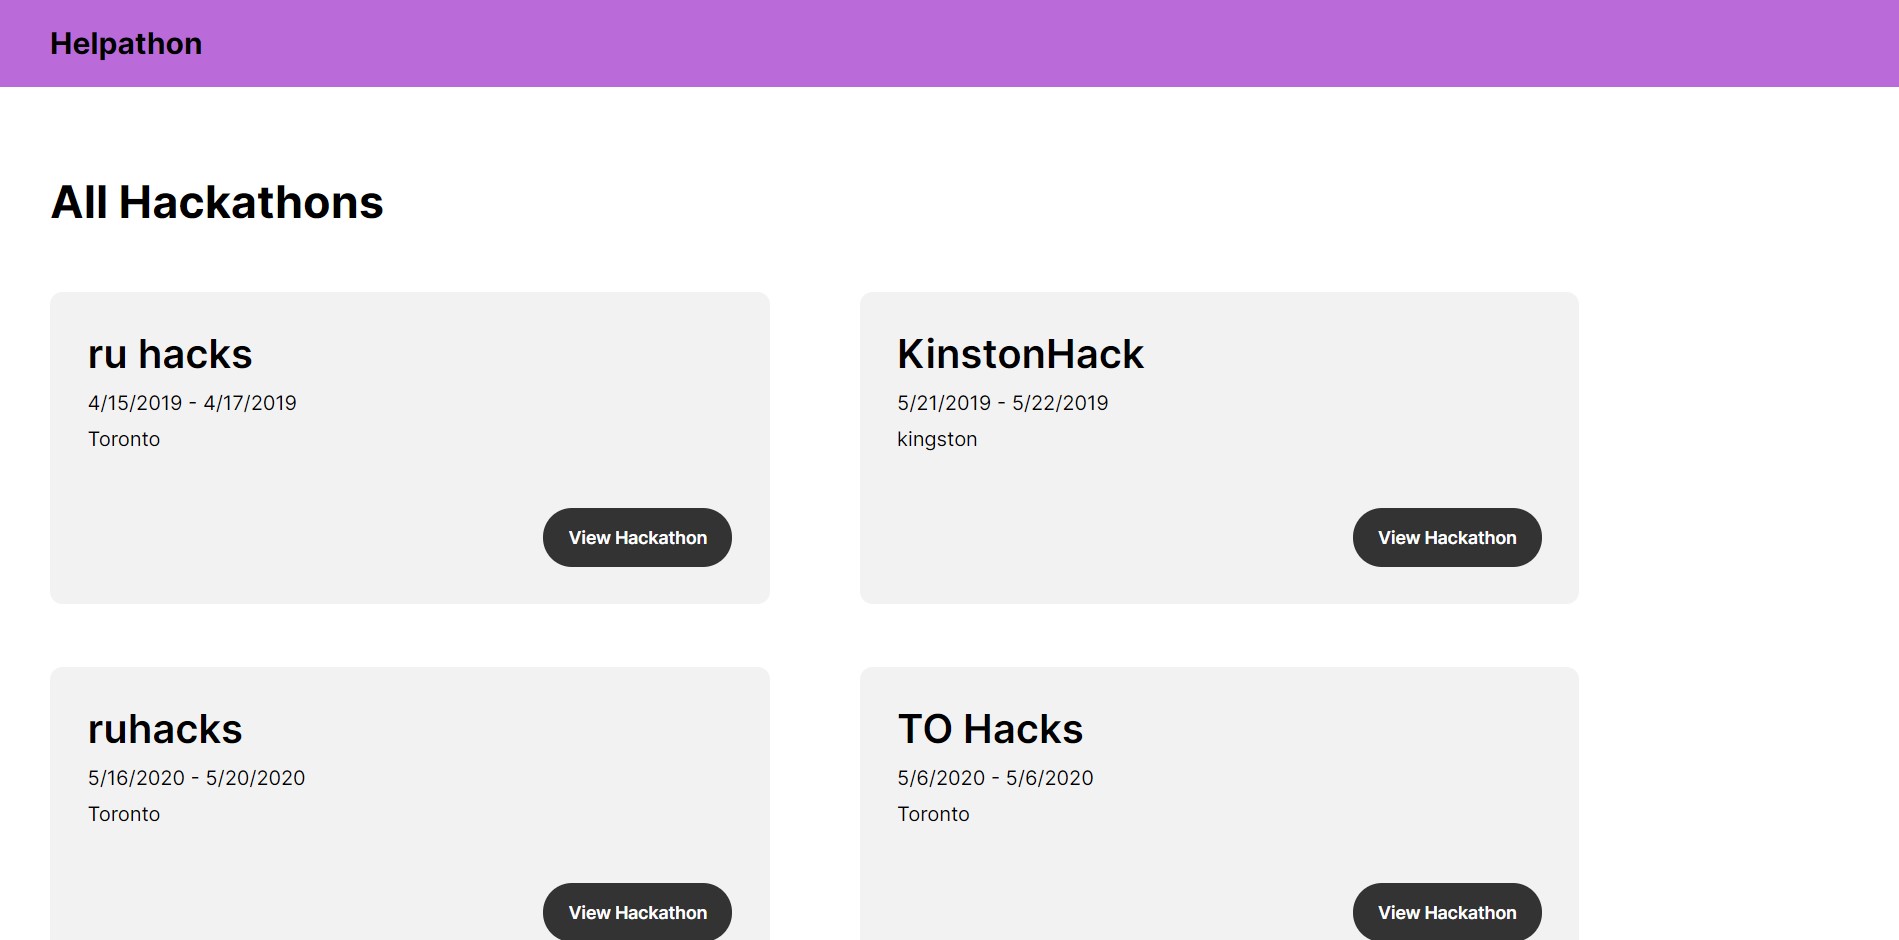 Helpathon
All Hackathons
ru hacks
4/15/2019 - 4/17/2019
Toronto
View Hackathon
KinstonHack
5/21/2019 - 5/22/2019
kingston
View Hackathon
ruhacks
5/16/2020 - 5/20/2020
Toronto
View Hackathon
TO Hacks
5/6/2020 - 5/6/2020
Toronto
View Hackathon